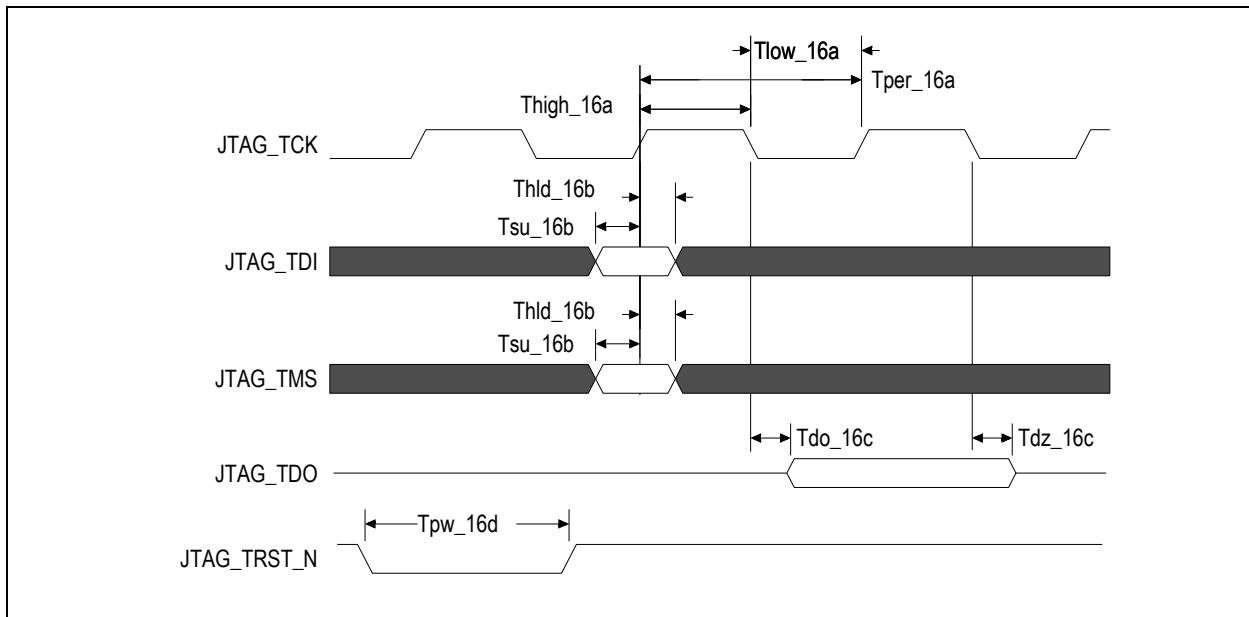 Tlow_16a
Tper_16a
Thigh_16a
JTAG_TCK
Thld_16b
Tsu_16b
JTAG_TDI
Thld_16b
Tsu_16b
JTAG_TMS
Tdo_16c
Tdz_16c
JTAG_TDO
Tpw_16d
JTAG_TRST_N